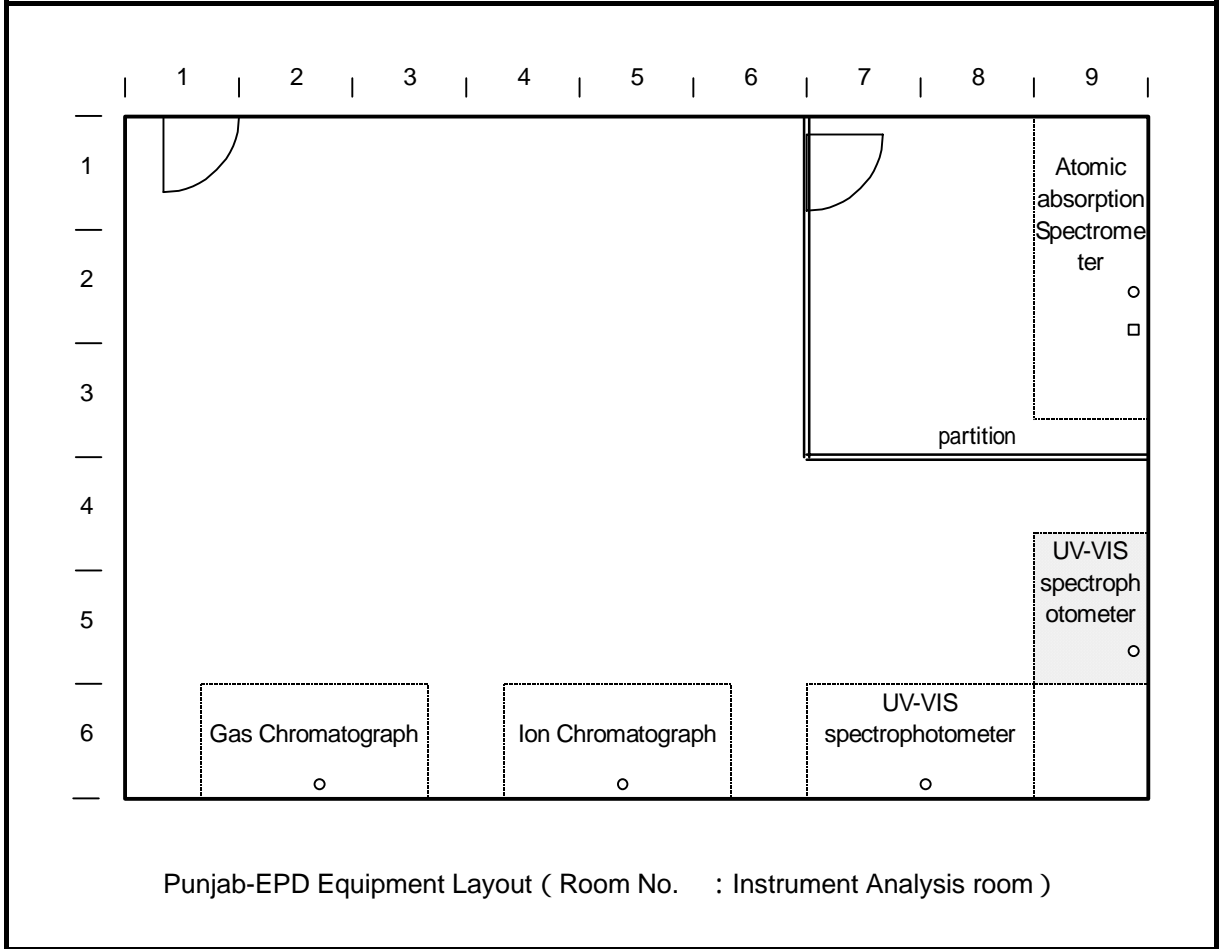 1 2 3 4 5 6 7 8 9
1
2
3
4
5
6
Atomic
absorption
Spectrome
ter
partition
UV-VIS
spectroph
otometer
Gas Chromatograph
Ion Chromatograph
UV-VIS
spectrophotometer
Punjab-EPD Equipment Layout ( Room No. : Instrument Analysis room )